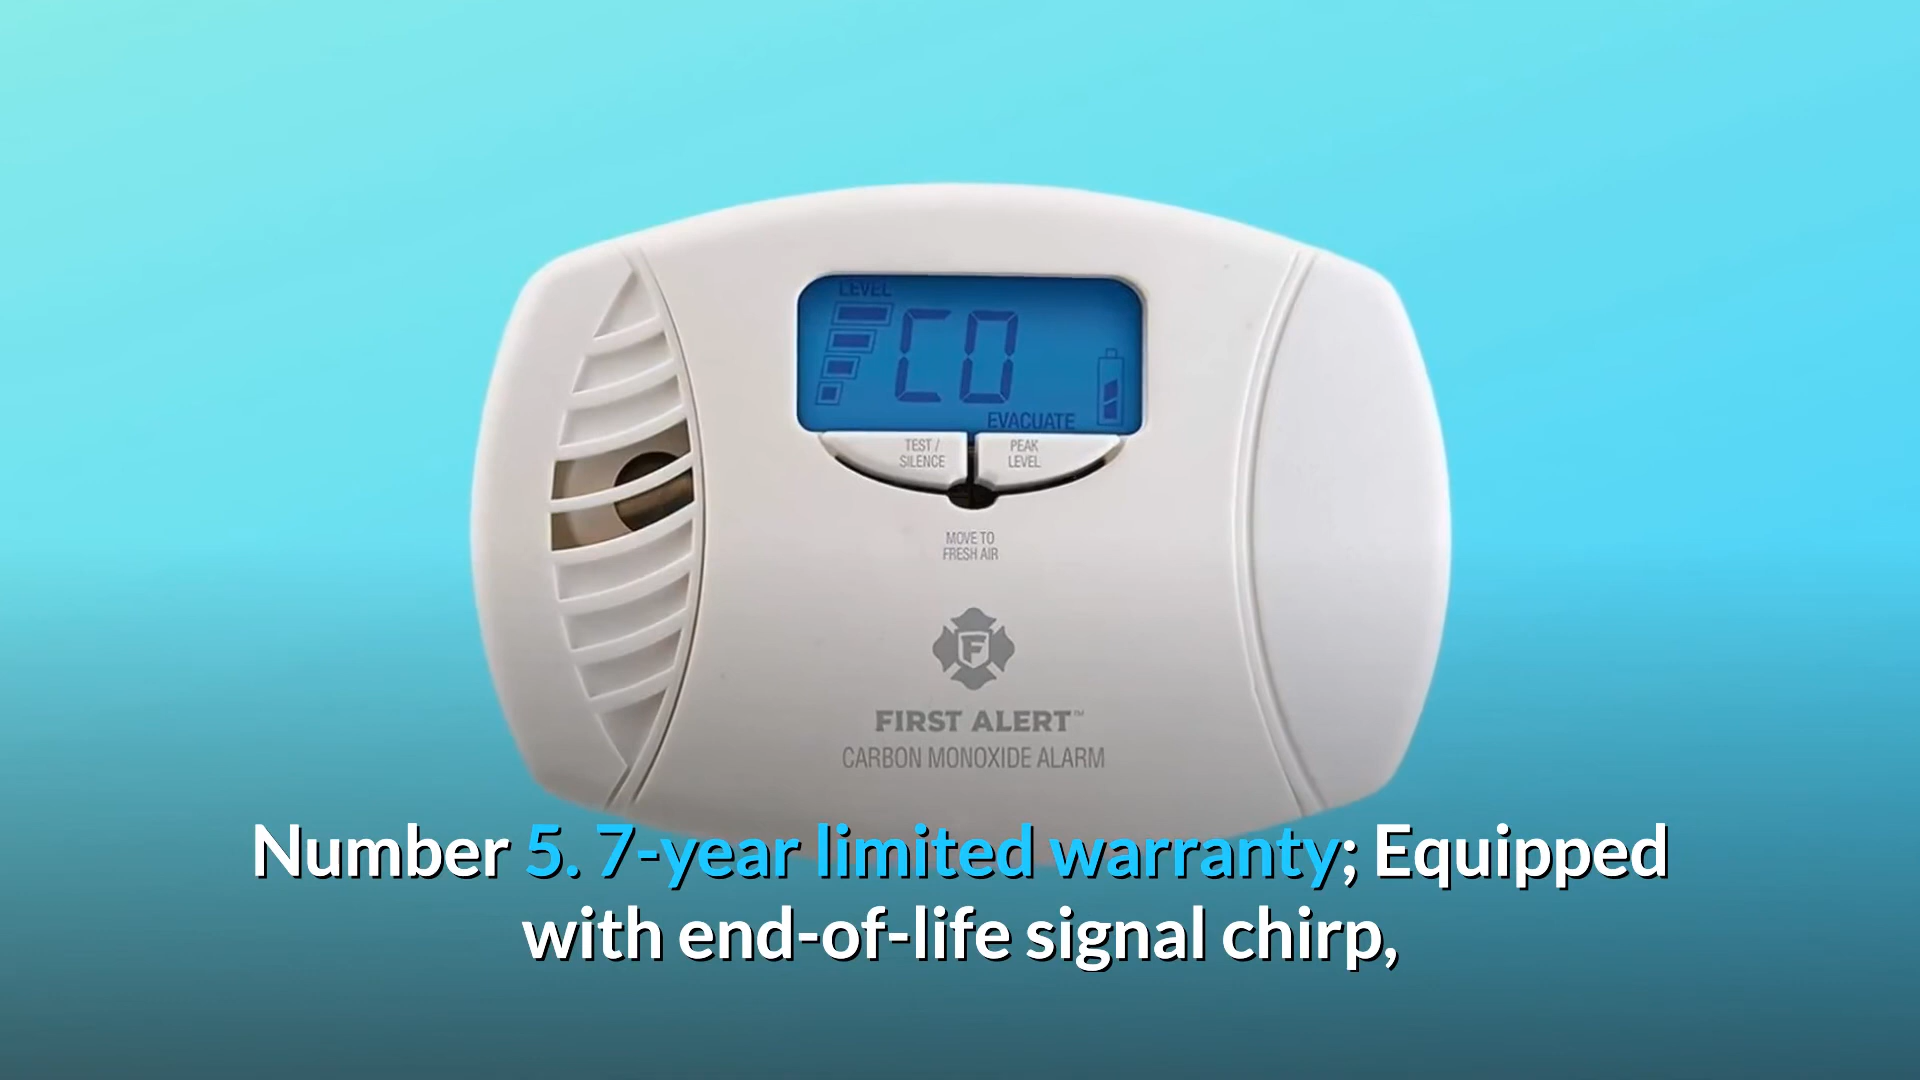 LEVEL
CO
EVACUATE
TEST /
SILENCE
PEAK
LEVEL
MOVE TO
FRESH AIR
F
FIRST ALERT™
CARBON MONOXIDE ALARM
Number 5. 7-year limited warranty; Equipped
with end-of-life signal chirp,